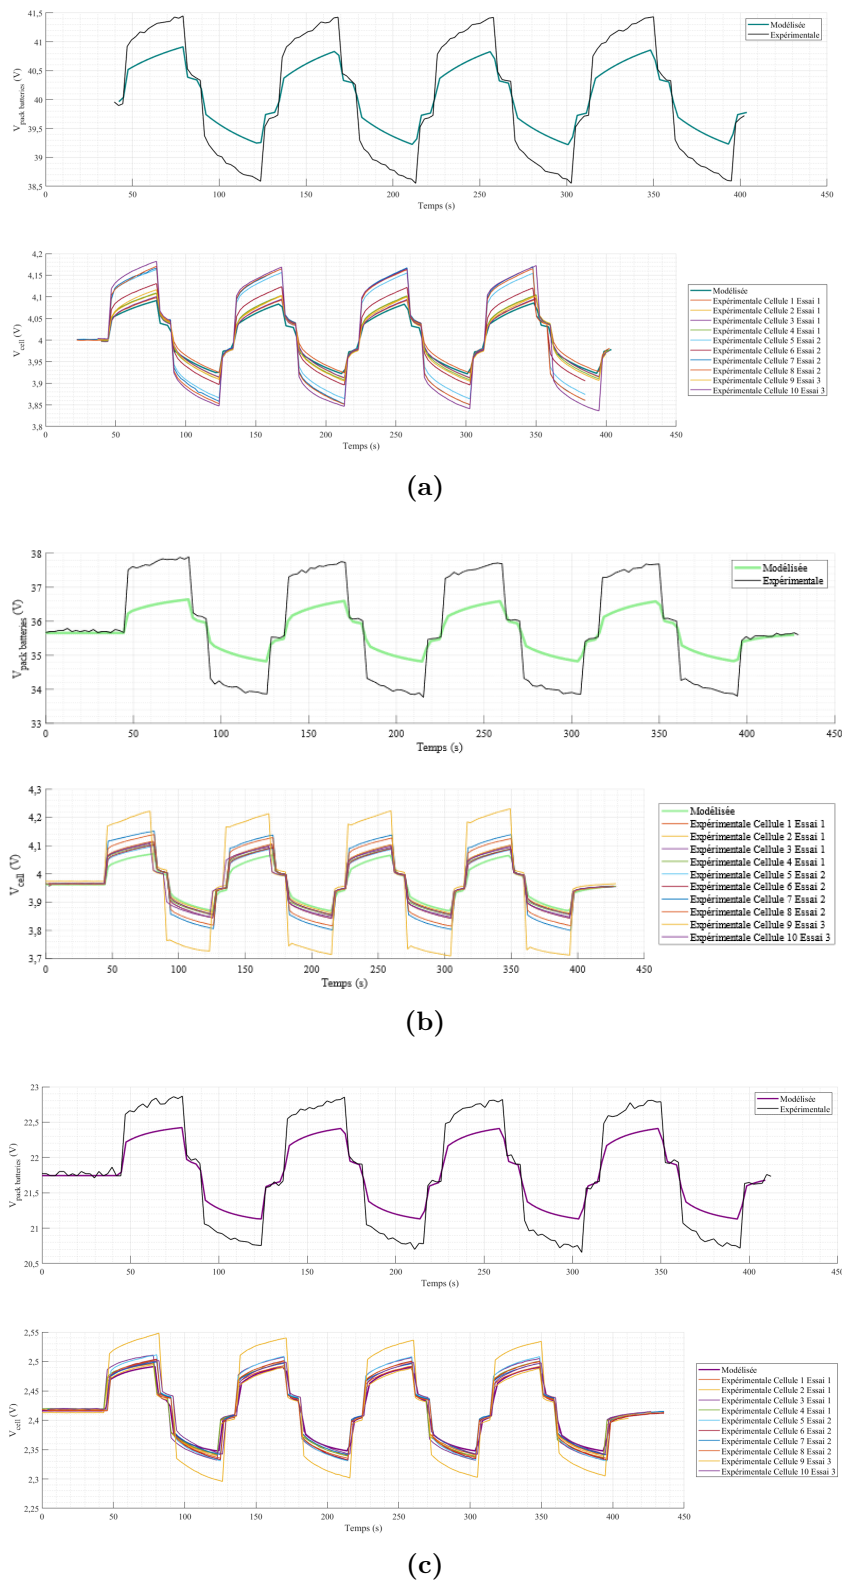 41,5
41
40,5
40
39,5
39
38,5
V pack batteries (V)
0 50 100 150 200 250 300 350 400 450
Temps (s)
Modélisée
Expérimentale
4,2
4,15
4,1
4,05
4
3,95
3,9
3,85
3,8
V cell (V)
0 50 100 150 200 250 300 350 400 450
Temps (s)
Modélisée
Expérimentale Cellule 1 Essai 1
Expérimentale Cellule 2 Essai 1
Expérimentale Cellule 3 Essai 1
Expérimentale Cellule 4 Essai 1
Expérimentale Cellule 5 Essai 2
Expérimentale Cellule 6 Essai 2
Expérimentale Cellule 7 Essai 2
Expérimentale Cellule 8 Essai 2
Expérimentale Cellule 9 Essai 3
Expérimentale Cellule 10 Essai 3
(a)
38
37
36
35
34
33
V pack batteries (V)
0 50 100 150 200 250 300 350 400 450
Temps (s)
Modélisée
Expérimentale
4,3
4,2
4,1
4
3,9
3,8
3,7
V cell (V)
0 50 100 150 200 250 300 350 400 450
Temps (s)
Modélisée
Expérimentale Cellule 1 Essai 1
Expérimentale Cellule 2 Essai 1
Expérimentale Cellule 3 Essai 1
Expérimentale Cellule 4 Essai 1
Expérimentale Cellule 5 Essai 2
Expérimentale Cellule 6 Essai 2
Expérimentale Cellule 7 Essai 2
Expérimentale Cellule 8 Essai 2
Expérimentale Cellule 9 Essai 3
Expérimentale Cellule 10 Essai 3
(b)
23
22,5
22
21,5
21
20,5
V pack batteries (V)
0 50 100 150 200 250 300 350 400 450
Temps (s)
Modélisée
Expérimentale
2,55
2,5
2,45
2,4
2,35
2,3
2,25
V cell (V)
0 50 100 150 200 250 300 350 400 450
Temps (s)
Modélisée
Expérimentale Cellule 1 Essai 1
Expérimentale Cellule 2 Essai 1
Expérimentale Cellule 3 Essai 1
Expérimentale Cellule 4 Essai 1
Expérimentale Cellule 5 Essai 2
Expérimentale Cellule 6 Essai 2
Expérimentale Cellule 7 Essai 2
Expérimentale Cellule 8 Essai 2
Expérimentale Cellule 9 Essai 3
Expérimentale Cellule 10 Essai 3
(c)